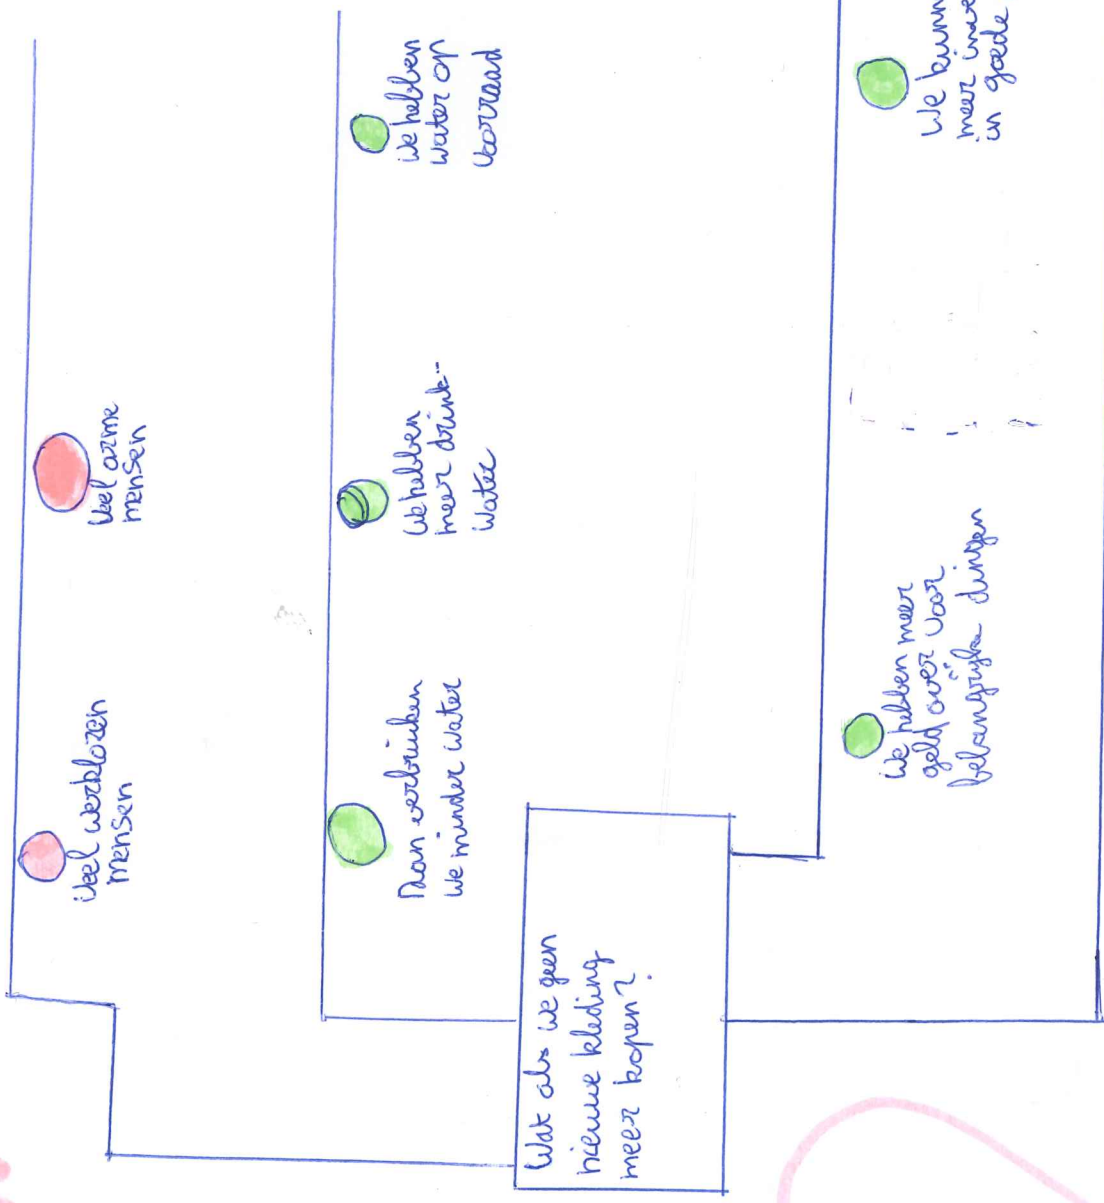 Veel werklozen
mensen
Veel arme
mensen
Dan verbruiken
we minder water
We hebben
meer drink-
water
We hebben
water op
voorraad
Wat als we geen
nieuwe kleding
meer kopen?
We hebben meer
geld over voor
belangrijke dingen
We
meer
in goede